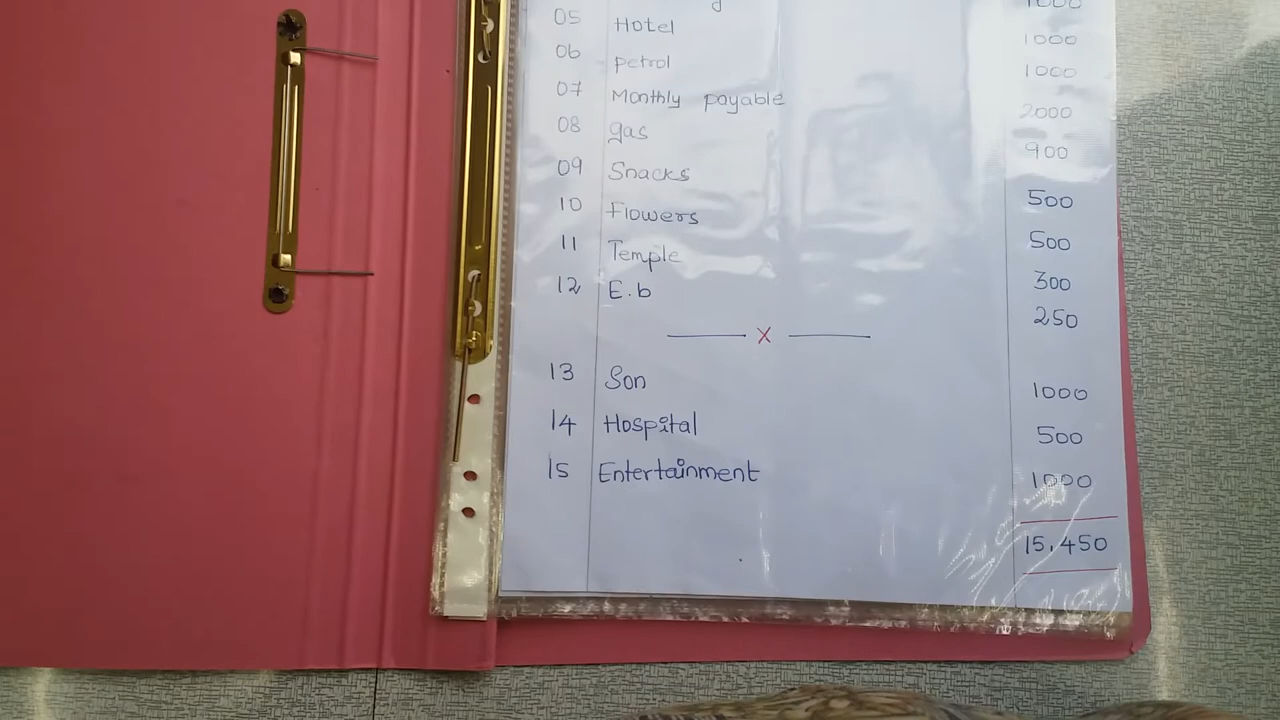 05 Hotel 1000
06 petrol 1000
07 Monthly payable 2000
08 gas 900
09 Snacks 500
10 Flowers 500
11 Temple 300
12 E.b 250
X
13 Son 1000
14 Hospital 500
15 Entertainment 1000
15,450